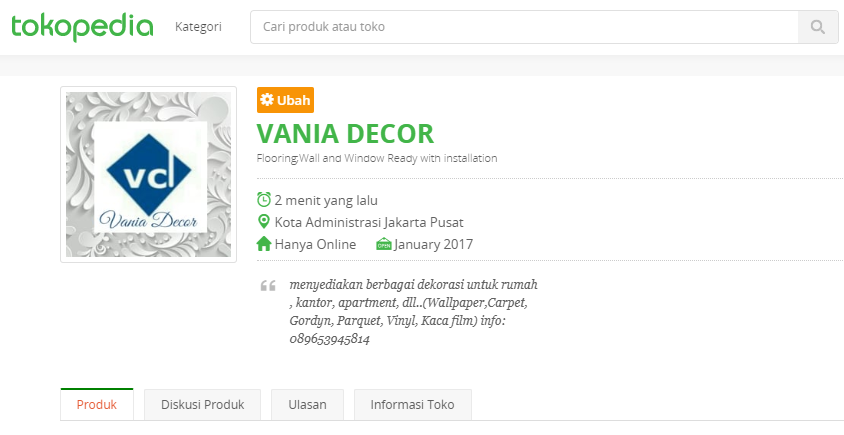 tokopedia
Kategori
Cari produk atau toko
Ubah
VANIA DECOR
Flooring,Wall and Window Ready with installation
vd
Vania Decor
2 menit yang lalu
Kota Administrasi Jakarta Pusat
Hanya Online OPEN January 2017
menyediakan berbagai dekorasi untuk rumah
, kantor, apartment, dll..(Wallpaper,Carpet,
Gordyn, Parquet, Vinyl, Kaca film) info:
089653945814
Produk Diskusi Produk Ulasan Informasi Toko